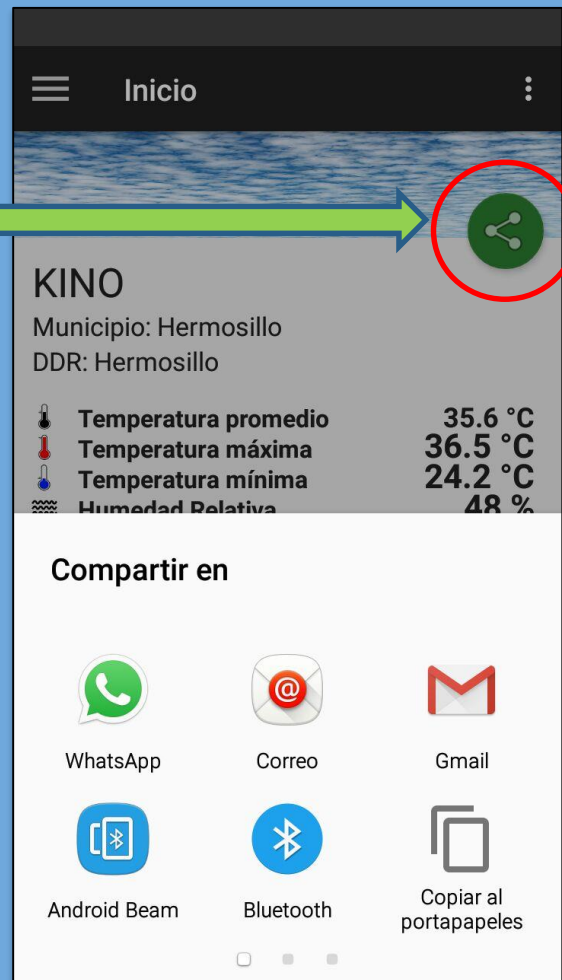 Inicio
KINO
Municipio: Hermosillo
DDR: Hermosillo
Temperatura promedio 35.6 °C
Temperatura máxima 36.5 °C
Temperatura mínima 24.2 °C
Humedad Relativa 48 %
Compartir en
WhatsApp Correo Gmail
Android Beam Bluetooth Copiar al
portapapeles